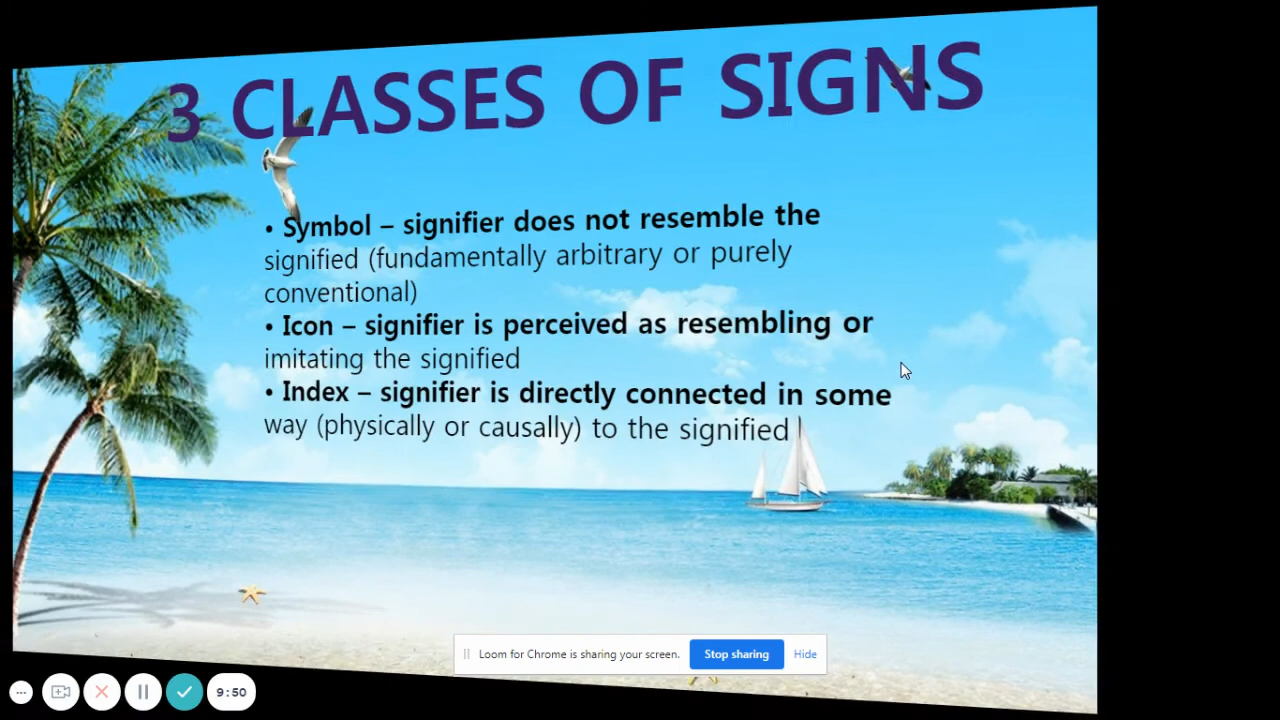 3 CLASSES OF SIGNS
• Symbol – signifier does not resemble the
signified (fundamentally arbitrary or purely
conventional)
• Icon – signifier is perceived as resembling or
imitating the signified
• Index – signifier is directly connected in some
way (physically or causally) to the signified
Loom for Chrome is sharing your screen. Stop sharing Hide
9:50